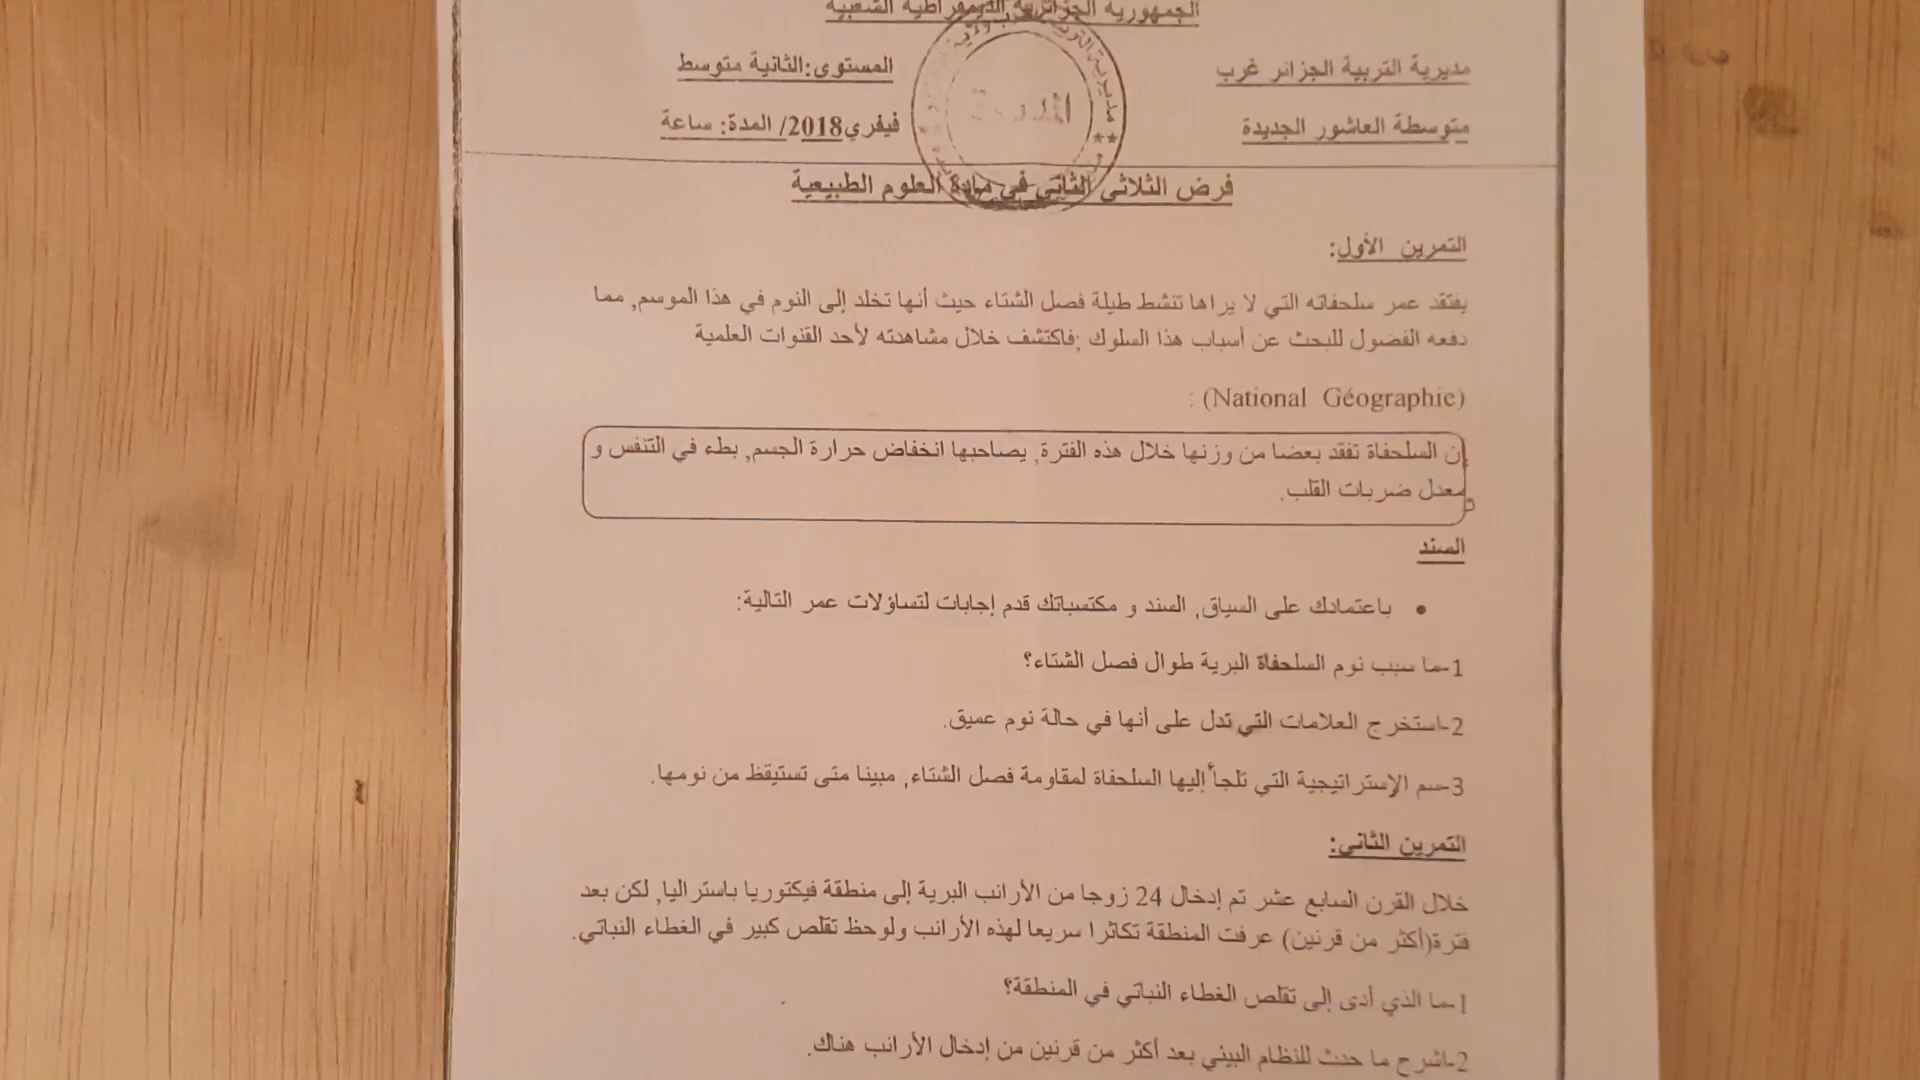 الجمهورية الجزائرية الديمقراطية الشعبية
مديرية التربية الجزائر غرب
المستوى:الثانية متوسط
متوسطة العاشور الجديدة
فيفري2018/ المدة: ساعة
فرض الثلاثي الثاني في مادة العلوم الطبيعية
التمرين الأول:
يفتقد عمر سلحفاته التي لا يراها تنشط طيلة فصل الشتاء حيث أنها تخلد إلى النوم في هذا الموسم, مما
دفعه الفضول للبحث عن أسباب هذا السلوك ;فاكتشف خلال مشاهدته لأحد القنوات العلمية
(National Géographie) :
إن السلحفاة تفقد بعضا من وزنها خلال هذه الفترة, يصاحبها انخفاض حرارة الجسم, بطء في التنفس و
معدل ضربات القلب.
السند
• باعتمادك على السياق, السند و مكتسباتك قدم إجابات لتساؤلات عمر التالية:
1-ما سبب نوم السلحفاة البرية طوال فصل الشتاء؟
2-استخرج العلامات التي تدل على أنها في حالة نوم عميق.
3-سم الإستراتيجية التي تلجأ إليها السلحفاة لمقاومة فصل الشتاء, مبينا متى تستيقظ من نومها.
التمرين الثاني:
خلال القرن السابع عشر تم إدخال 24 زوجا من الأرانب البرية إلى منطقة فيكتوريا باستراليا, لكن بعد
فترة(أكثر من قرنين) عرفت المنطقة تكاثرا سريعا لهذه الأرانب ولوحظ تقلص كبير في الغطاء النباتي.
1-ما الذي أدى إلى تقلص الغطاء النباتي في المنطقة؟
2-اشرح ما حدث للنظام البيئي بعد أكثر من قرنين من إدخال الأرانب هناك.